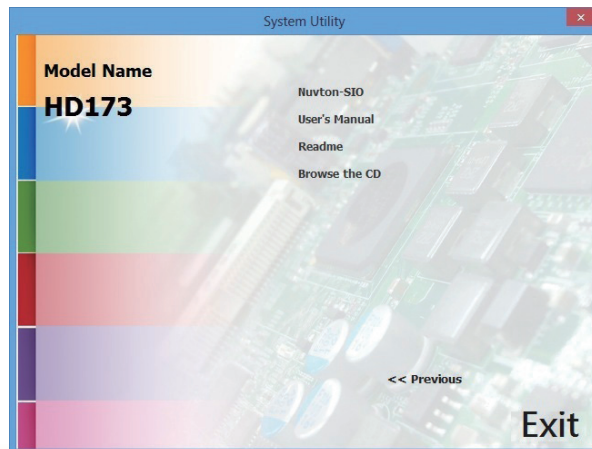 System Utility
Model Name
HD173
Nuvton-SIO
User's Manual
Readme
Browse the CD
<< Previous
Exit